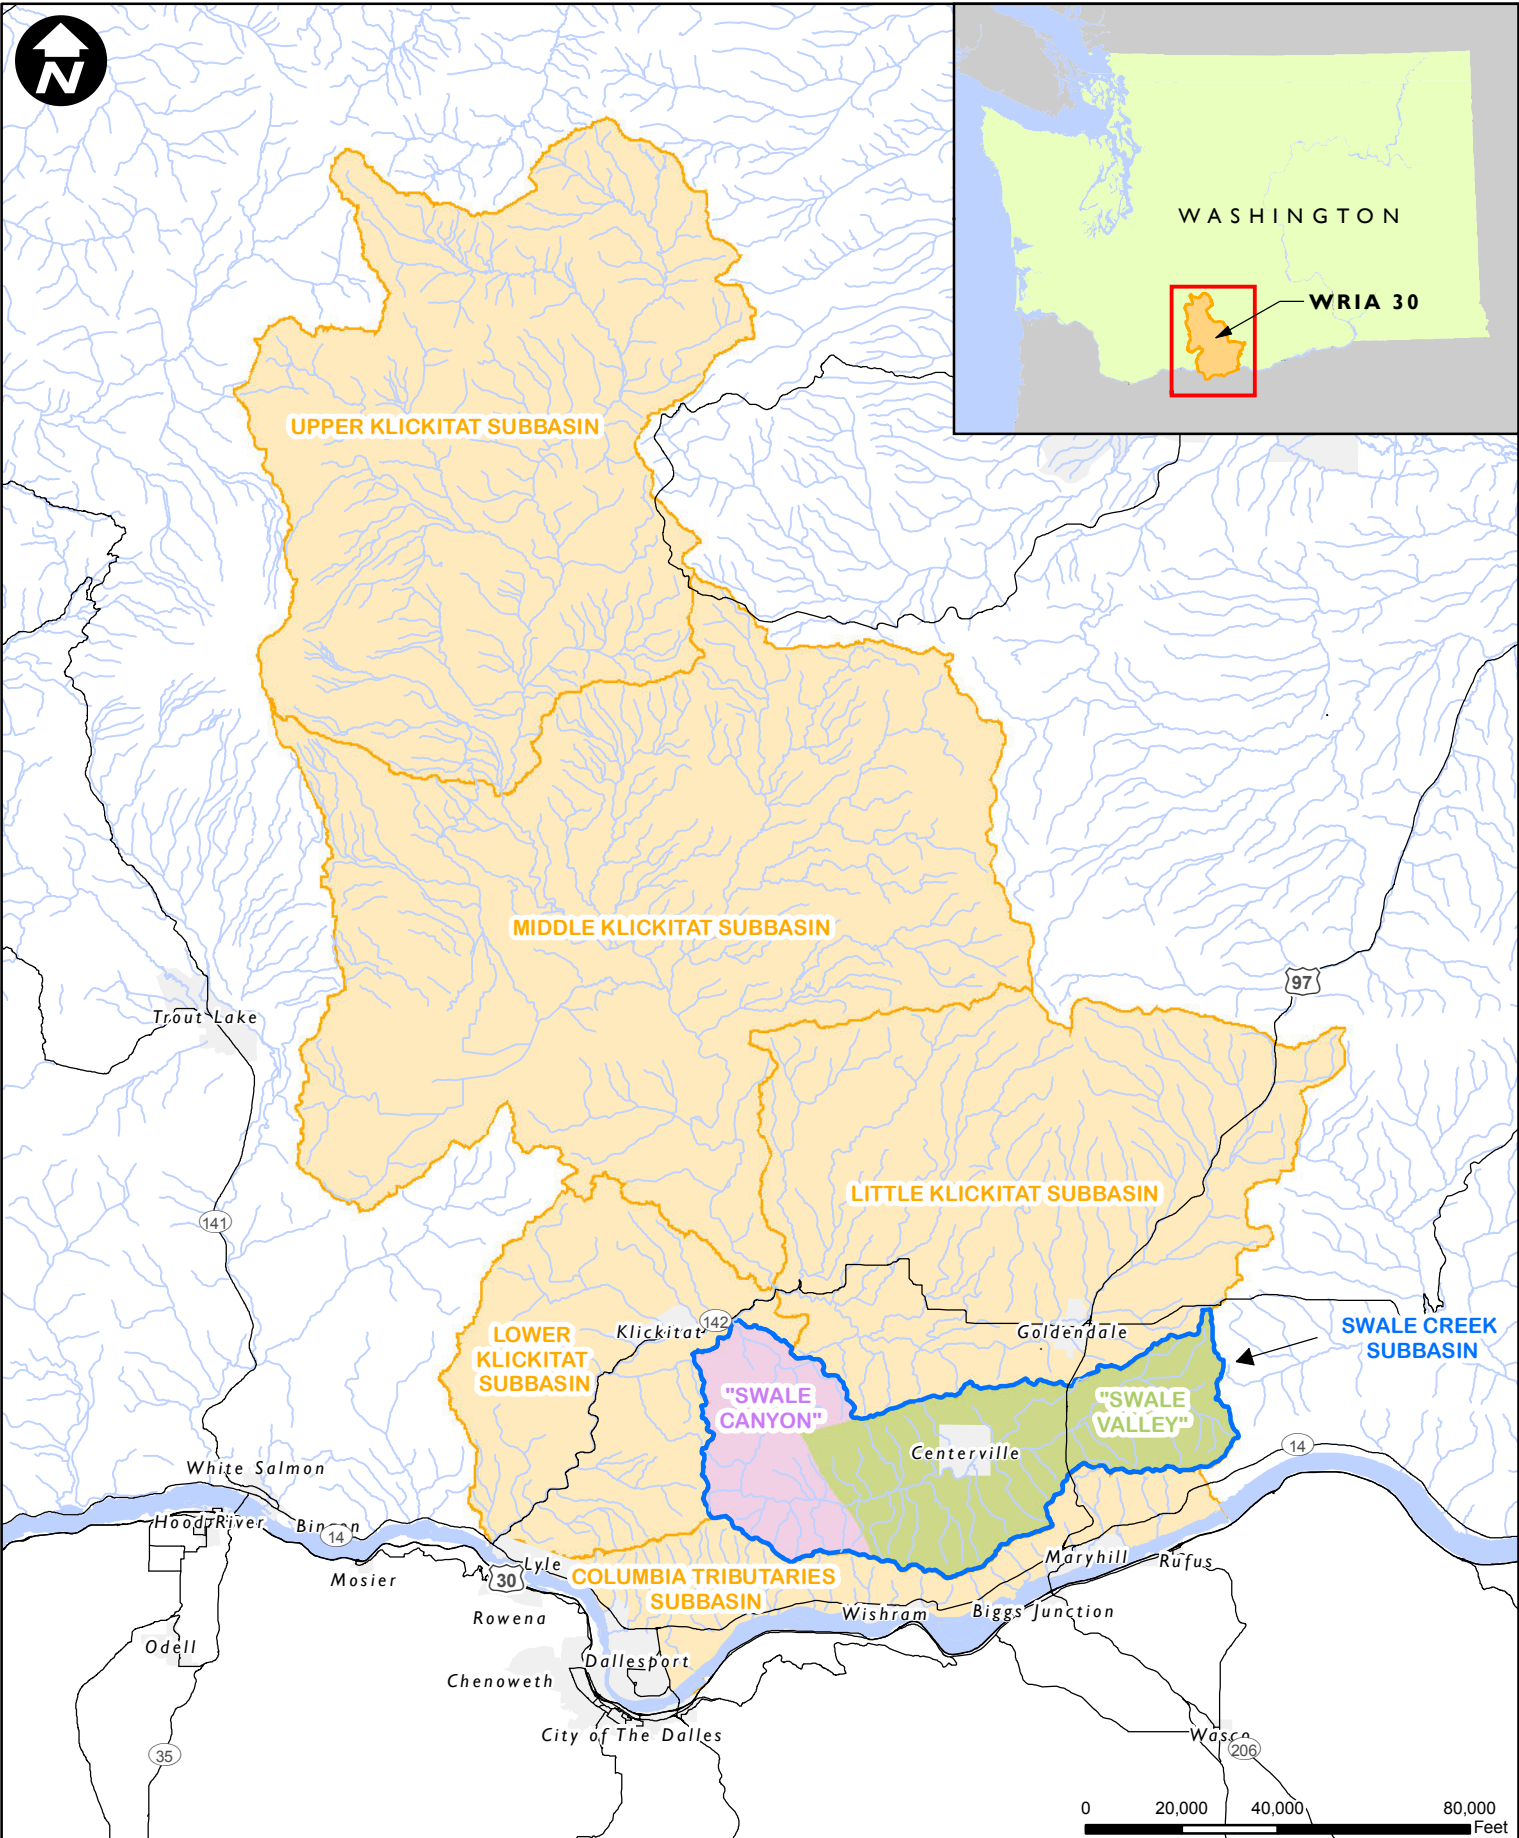 N
WASHINGTON
WRIA 30
UPPER KLICKITAT SUBBASIN
MIDDLE KLICKITAT SUBBASIN
97
Trout Lake
141
LITTLE KLICKITAT SUBBASIN
142
Klickitat
Goldendale
LOWER
KLICKITAT
SUBBASIN
SWALE CREEK
SUBBASIN
"SWALE
CANYON"
"SWALE
VALLEY"
Centerville
14
White Salmon
Hood River
Bingen
14
Mosier
Lyle
30
Rowena
COLUMBIA TRIBUTARIES
SUBBASIN
Maryhill
Rufus
Wishram
Biggs Junction
Odell
Dallesport
Chenoweth
City of The Dalles
Wasco
206
35
0 20,000 40,000 80,000
Feet